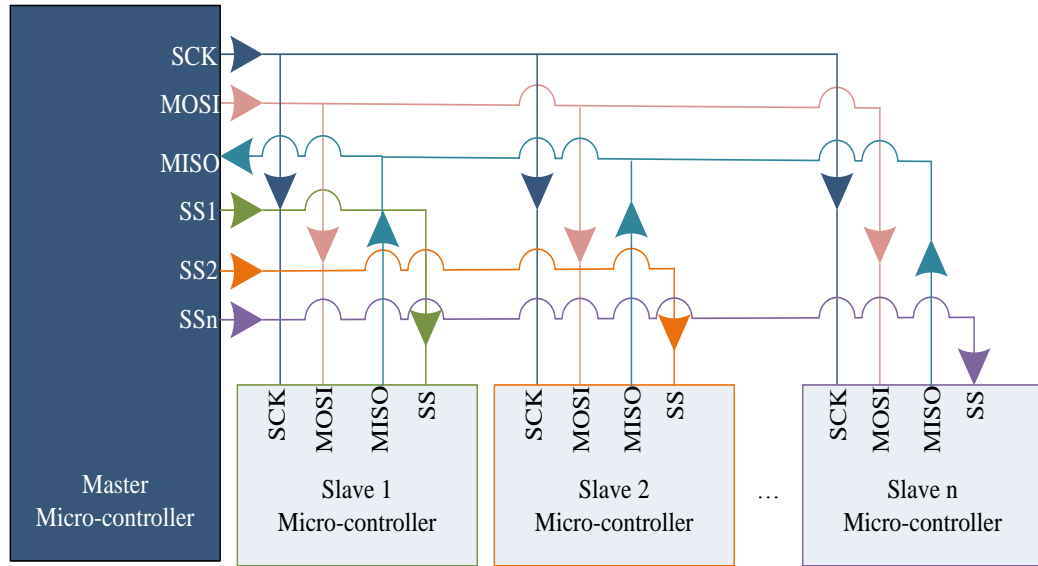 SCK
MOSI
MISO
SS1
SS2
SSn
Master
Micro-controller
SCK
MOSI
MISO
SS
Slave 1
Micro-controller
SCK
MOSI
MISO
SS
Slave 2
Micro-controller
...
SCK
MOSI
MISO
SS
Slave n
Micro-controller